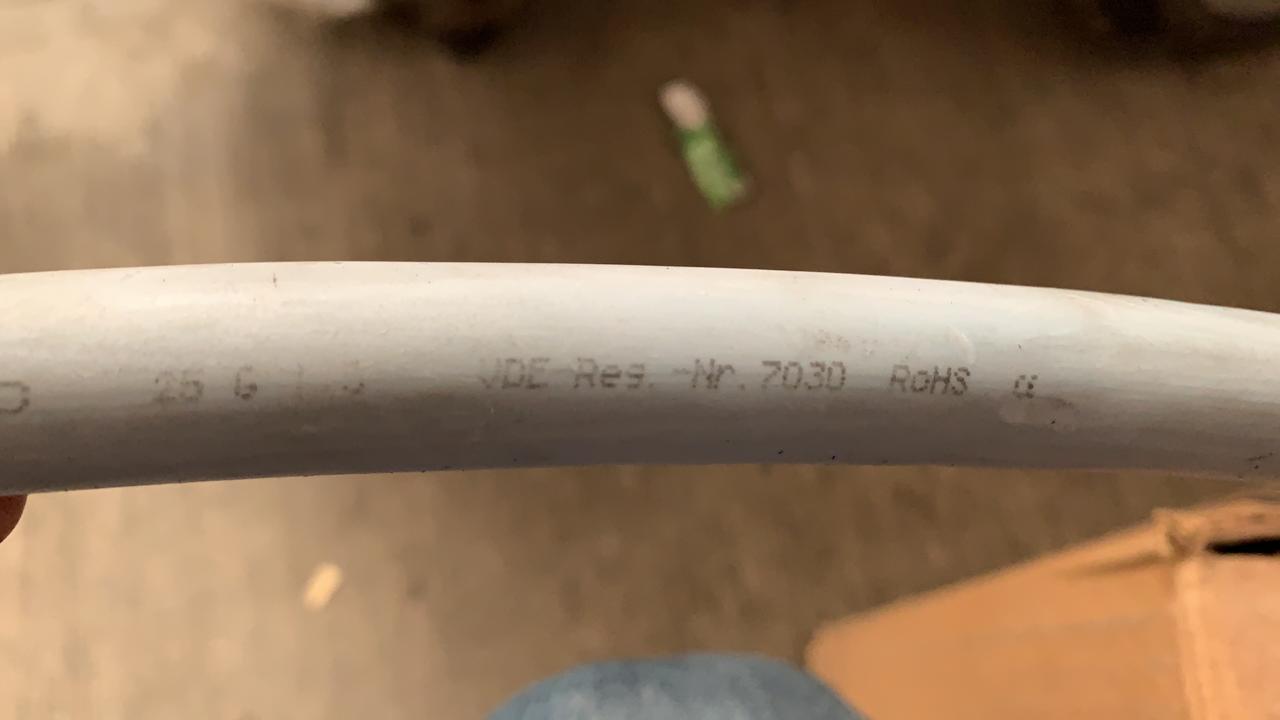 25 G VDE Reg.-Nr.7030 RoHS